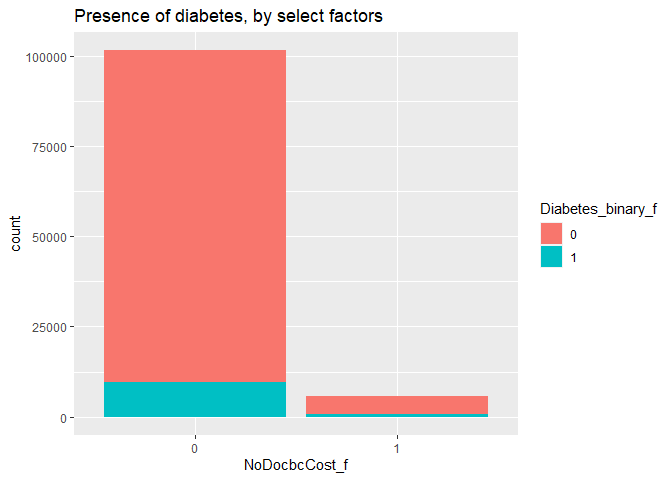 Presence of diabetes, by select factors
100000
75000
50000
25000
0
count
0
1
NoDocbcCost_f
Diabetes_binary_f
0
1